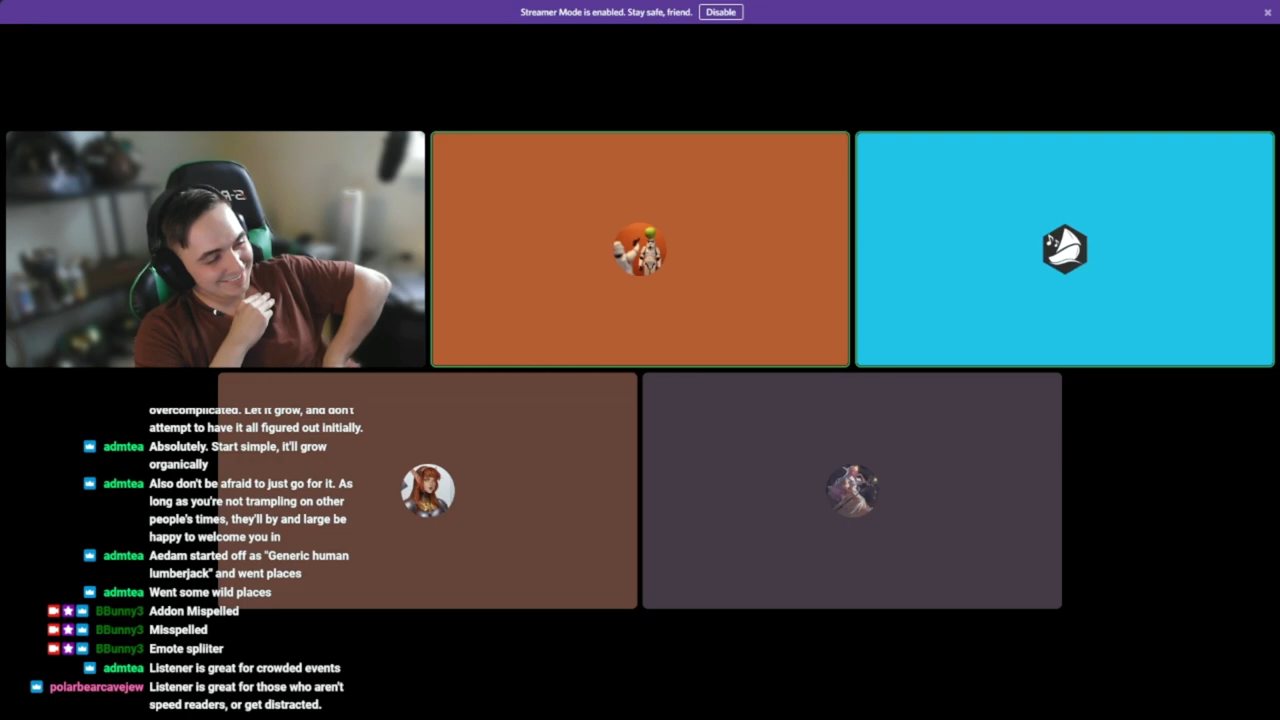 Streamer Mode is enabled. Stay safe, friend. Disable
overcomplicated. Let it grow, and don't
attempt to have it all figured out initially.
admtea Absolutely. Start simple, it'll grow
organically
admtea Also don't be afraid to just go for it. As
long as you're not trampling on other
people's times, they'll by and large be
happy to welcome you in
admtea Aedam started off as "Generic human
lumberjack" and went places
admtea Went some wild places
BBunny3 Addon Mispelled
BBunny3 Misspelled
BBunny3 Emote spliiter
admtea Listener is great for crowded events
polarbearcavejew Listener is great for those who aren't
speed readers, or get distracted.